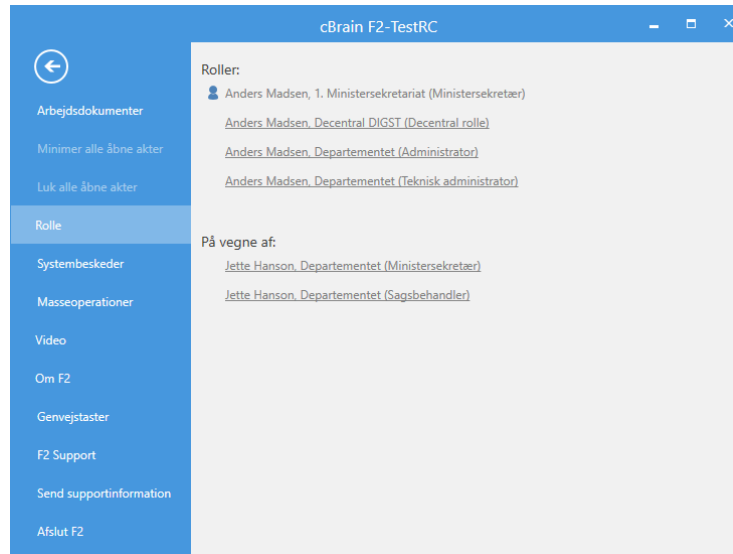 cBrain F2-TestRC
Arbejdsdokumenter
Minimer alle åbne akter
Luk alle åbne akter
Rolle
Systembeskeder
Masseoperationer
Video
Om F2
Genvejstaster
F2 Support
Send supportinformation
Afslut F2
Roller:
Anders Madsen, 1. Ministersekretariat (Ministersekretær)
Anders Madsen, Decentral DIGST (Decentral rolle)
Anders Madsen, Departementet (Administrator)
Anders Madsen, Departementet (Teknisk administrator)
På vegne af:
Jette Hanson, Departementet (Ministersekretær)
Jette Hanson, Departementet (Sagsbehandler)